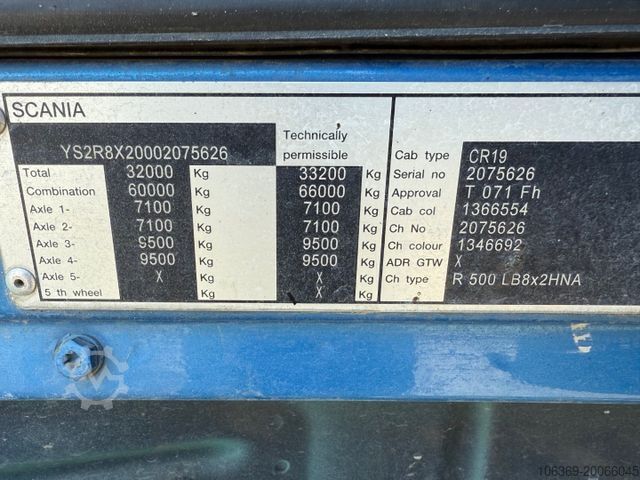 SCANIA
Technically
permissible
YS2R8X20002075626
Total 32000 Kg 33200 Kg
Combination 60000 Kg 66000 Kg
Axle 1- 7100 Kg 7100 Kg
Axle 2- 7100 Kg 7100 Kg
Axle 3- 9500 Kg 9500 Kg
Axle 4- 9500 Kg 9500 Kg
Axle 5- X Kg X Kg
5 th wheel Kg X Kg
Cab type CR19
Serial no 2075626
Approval T 071 Fh
Cab col 1366554
Ch No 2075626
Ch colour 1346692
ADR GTW X
Ch type R 500 LB8x2HNA
106369-20066045